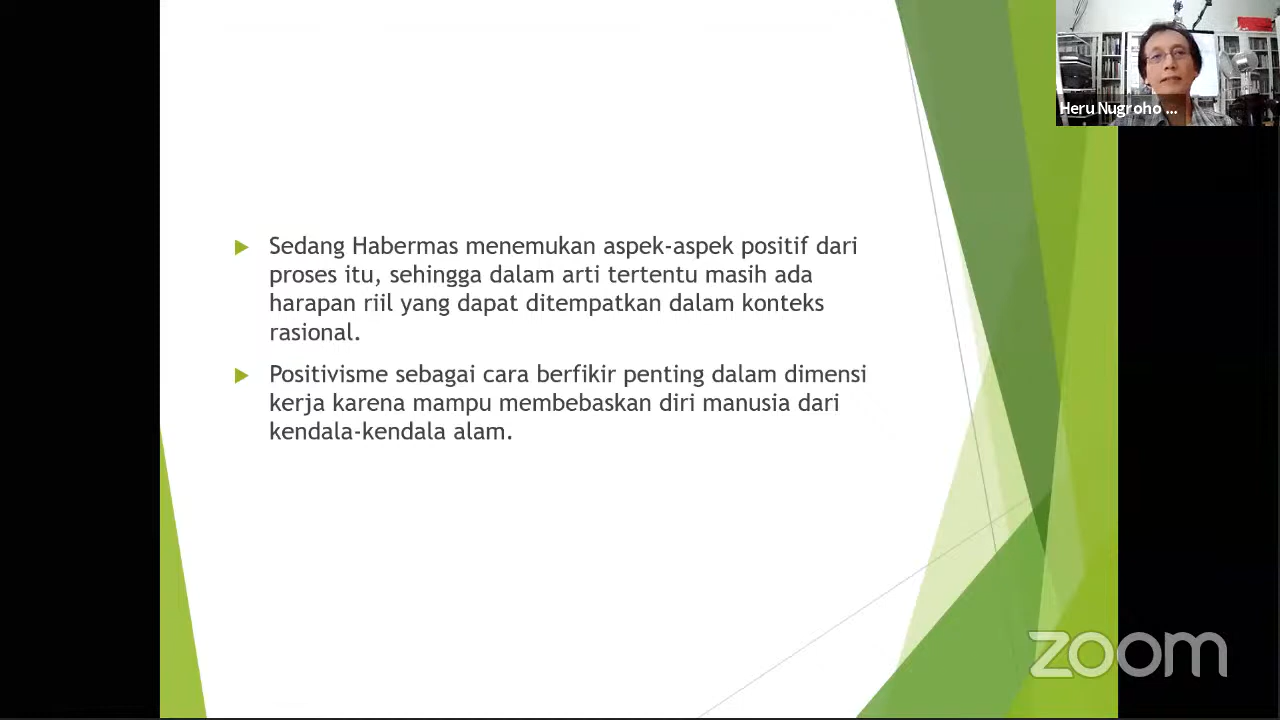 Heru Nugroho ...
Sedang Habermas menemukan aspek-aspek positif dari
proses itu, sehingga dalam arti tertentu masih ada
harapan riil yang dapat ditempatkan dalam konteks
rasional.
Positivisme sebagai cara berfikir penting dalam dimensi
kerja karena mampu membebaskan diri manusia dari
kendala-kendala alam.
zoom